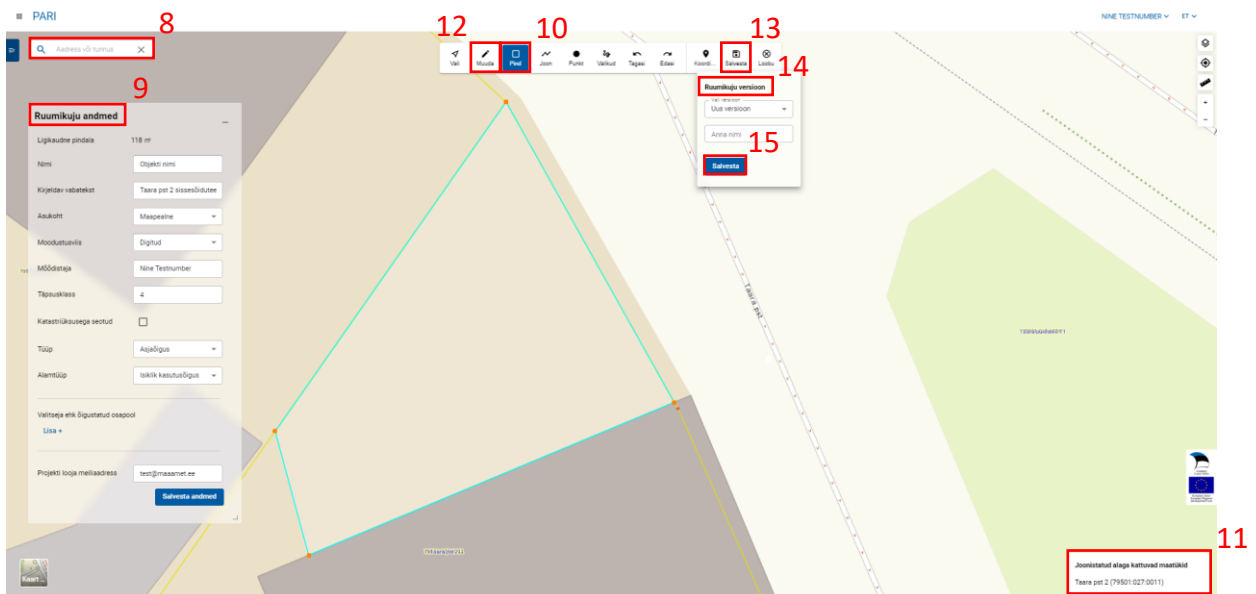 PARI
NINE TESTNUMBER
ET
8
12
10
13
Aadress või tunnus
Vali
Muuda
Pind
Joon
Punkt
Valikud
Tagasi
Edasi
Koordi...
Salvesta
Loobu
14
9
Ruumikuju versioon
Vali versioon
Uus versioon
Anna nimi
15
Salvesta
Ruumikuju andmed
Ligikaudne pindala 118 m²
Nimi Objekti nimi
Kirjeldav vabatekst Taara pst 2 sissesõidutee
Asukoht Maapealne
Moodustusviis Digitud
Mõõdistaja Nine Testnumber
Täpsusklass 4
Katastriüksusega seotud
Tüüp Asjaõigus
Alamtüüp Isiklik kasutusõigus
Valitseja ehk õigustatud osapool
Lisa +
Projekti looja meiliaadress test@maaamet.ee
Salvesta andmed
Taara pst
Kaart ...
11
Joonistatud alaga kattuvad maatükid
Taara pst 2 (79501:027:0011)